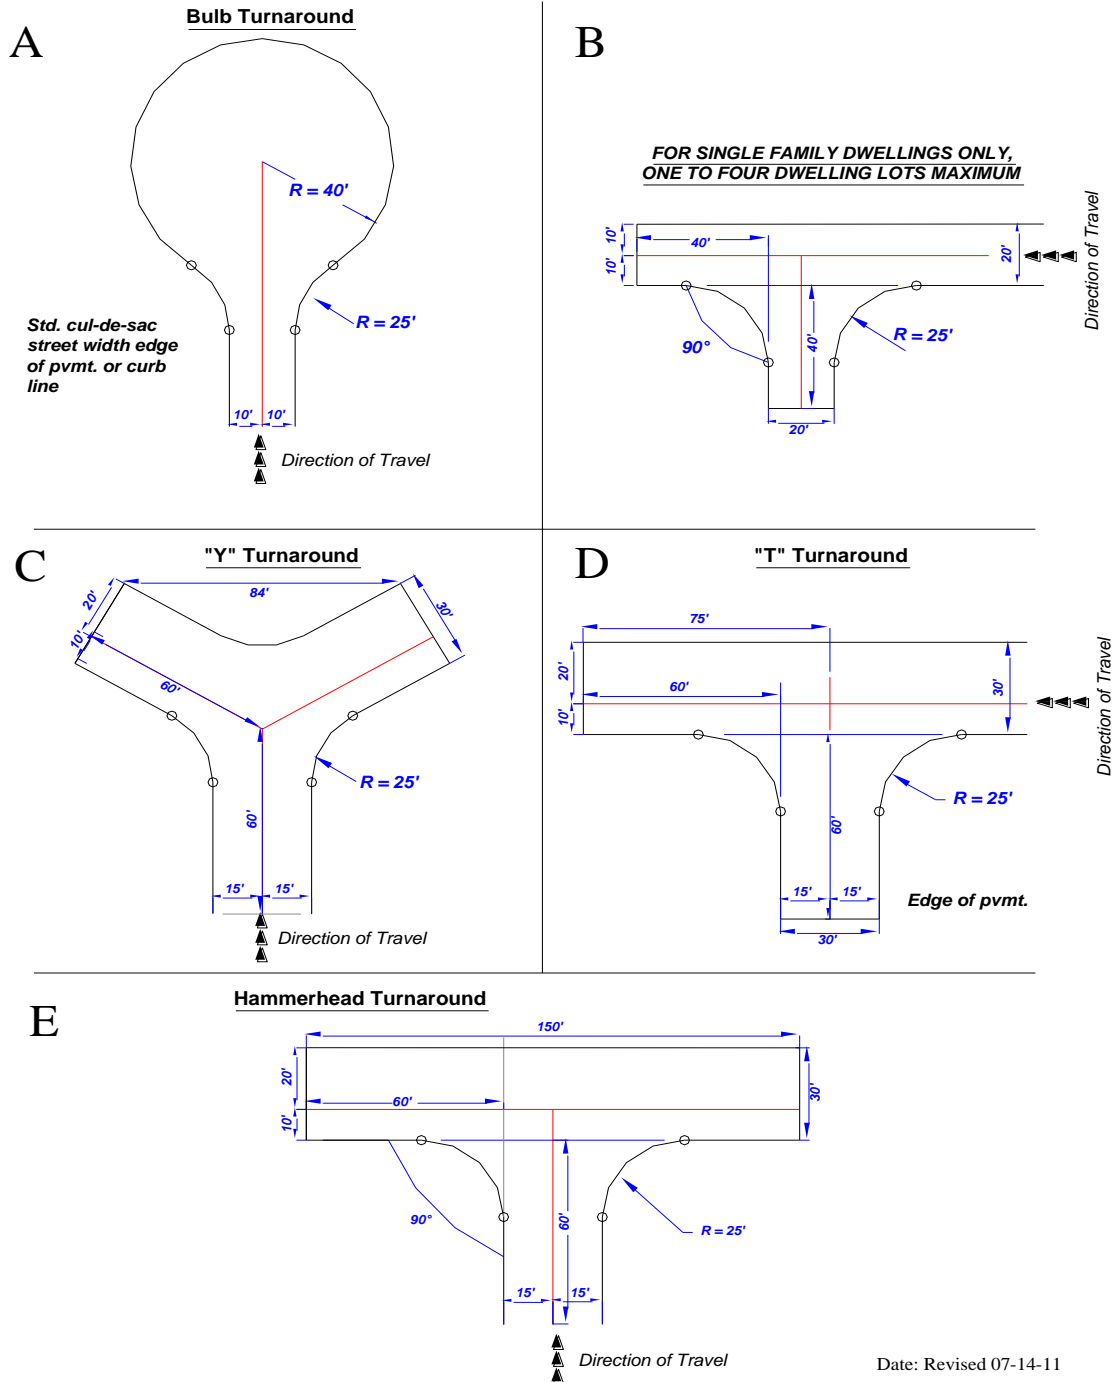 A
Bulb Turnaround
R = 40'
R = 25'
Std. cul-de-sac
street width edge
of pvmt. or curb
line
10' 10'
Direction of Travel
B
FOR SINGLE FAMILY DWELLINGS ONLY,
ONE TO FOUR DWELLING LOTS MAXIMUM
10'
10'
40'
20'
Direction of Travel
90°
40'
R = 25'
20'
C
"Y" Turnaround
84'
20'
10'
30'
60'
R = 25'
60'
15' 15'
Direction of Travel
D
"T" Turnaround
75'
20'
10'
60'
30'
Direction of Travel
R = 25'
60'
15' 15'
Edge of pvmt.
30'
E
Hammerhead Turnaround
150'
20'
10'
60'
30'
90°
60'
R = 25'
15' 15'
Direction of Travel
Date: Revised 07-14-11